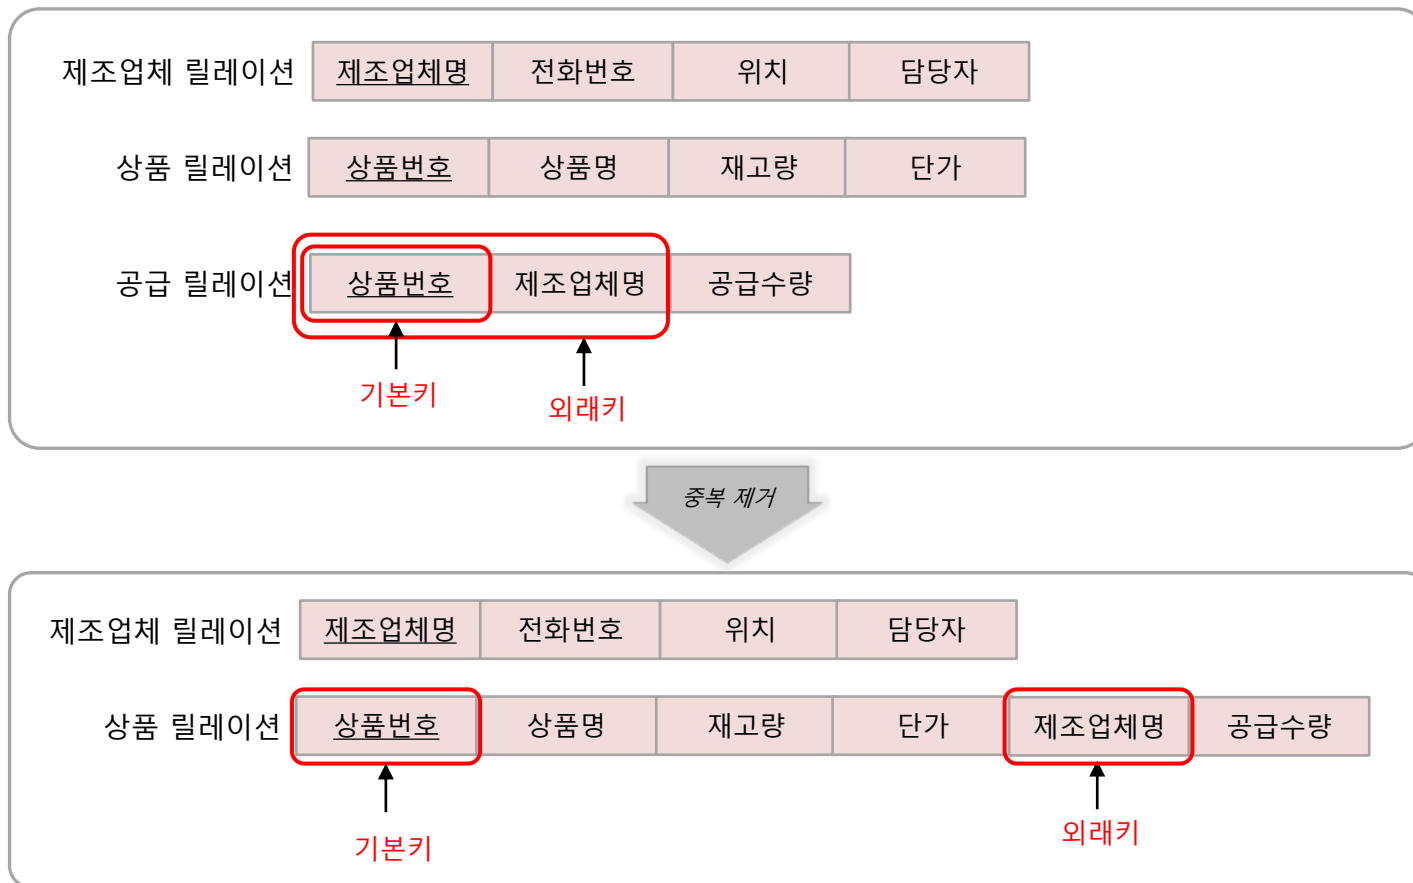 제조업체 릴레이션 제조업체명 전화번호 위치 담당자
상품 릴레이션 상품번호 상품명 재고량 단가
공급 릴레이션 상품번호 제조업체명 공급수량
기본키
외래키
중복 제거
제조업체 릴레이션 제조업체명 전화번호 위치 담당자
상품 릴레이션 상품번호 상품명 재고량 단가 제조업체명 공급수량
기본키
외래키